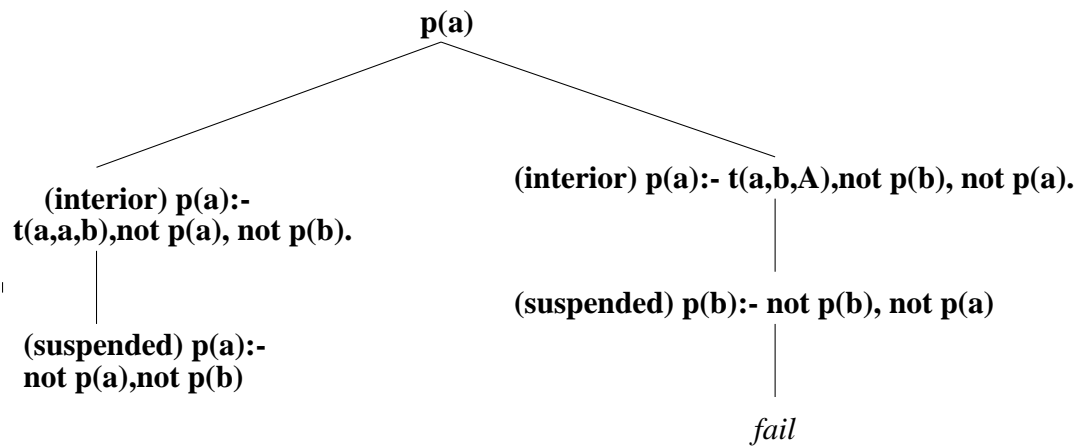 p(a)
(interior) p(a):-
t(a,a,b),not p(a), not p(b).
(suspended) p(a):-
not p(a),not p(b)
(interior) p(a):- t(a,b,A),not p(b), not p(a).
(suspended) p(b):- not p(b), not p(a)
fail